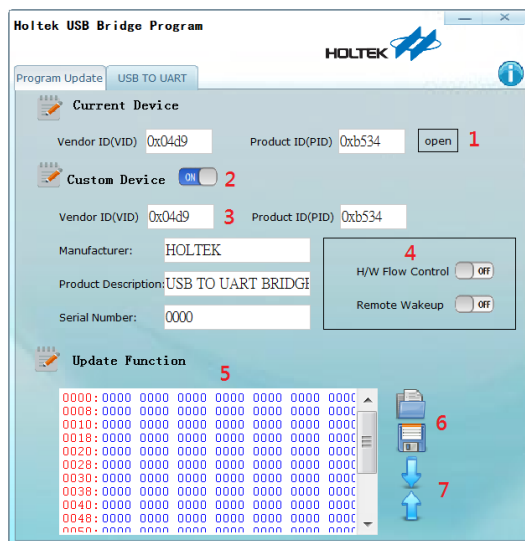 Holtek USB Bridge Program
HOLTEK
Program Update USB TO UART
Current Device
Vendor ID(VID) 0x04d9 Product ID(PID) 0xb534 open 1
Custom Device ON 2
Vendor ID(VID) 0x04d9 3 Product ID(PID) 0xb534
Manufacturer: HOLTEK 4
H/W Flow Control OFF
Product Description: USB TO UART BRIDGE
Remote Wakeup OFF
Serial Number: 0000
Update Function 5
0000:0000 0000 0000 0000 0000 0000 0000
0008:0000 0000 0000 0000 0000 0000 0000
0010:0000 0000 0000 0000 0000 0000 0000 6
0018:0000 0000 0000 0000 0000 0000 0000
0020:0000 0000 0000 0000 0000 0000 0000
0028:0000 0000 0000 0000 0000 0000 0000
0030:0000 0000 0000 0000 0000 0000 0000
0038:0000 0000 0000 0000 0000 0000 0000 7
0040:0000 0000 0000 0000 0000 0000 0000
0048:0000 0000 0000 0000 0000 0000 0000